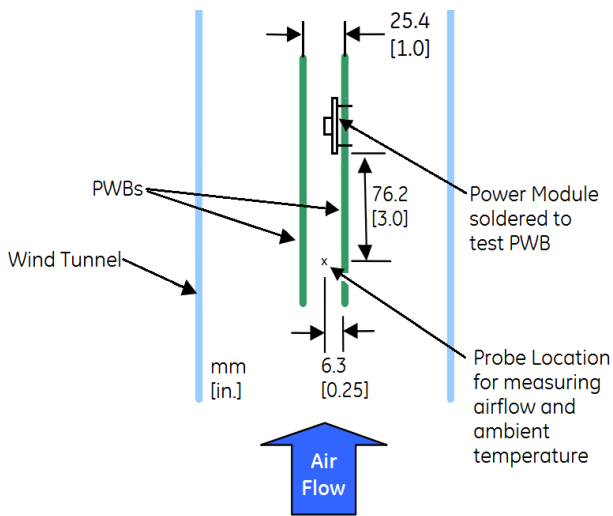 25.4
[1.0]
PWBs
76.2
[3.0]
Power Module
soldered to
test PWB
Wind Tunnel
x
mm
[in.]
6.3
[0.25]
Probe Location
for measuring
airflow and
ambient
temperature
Air
Flow